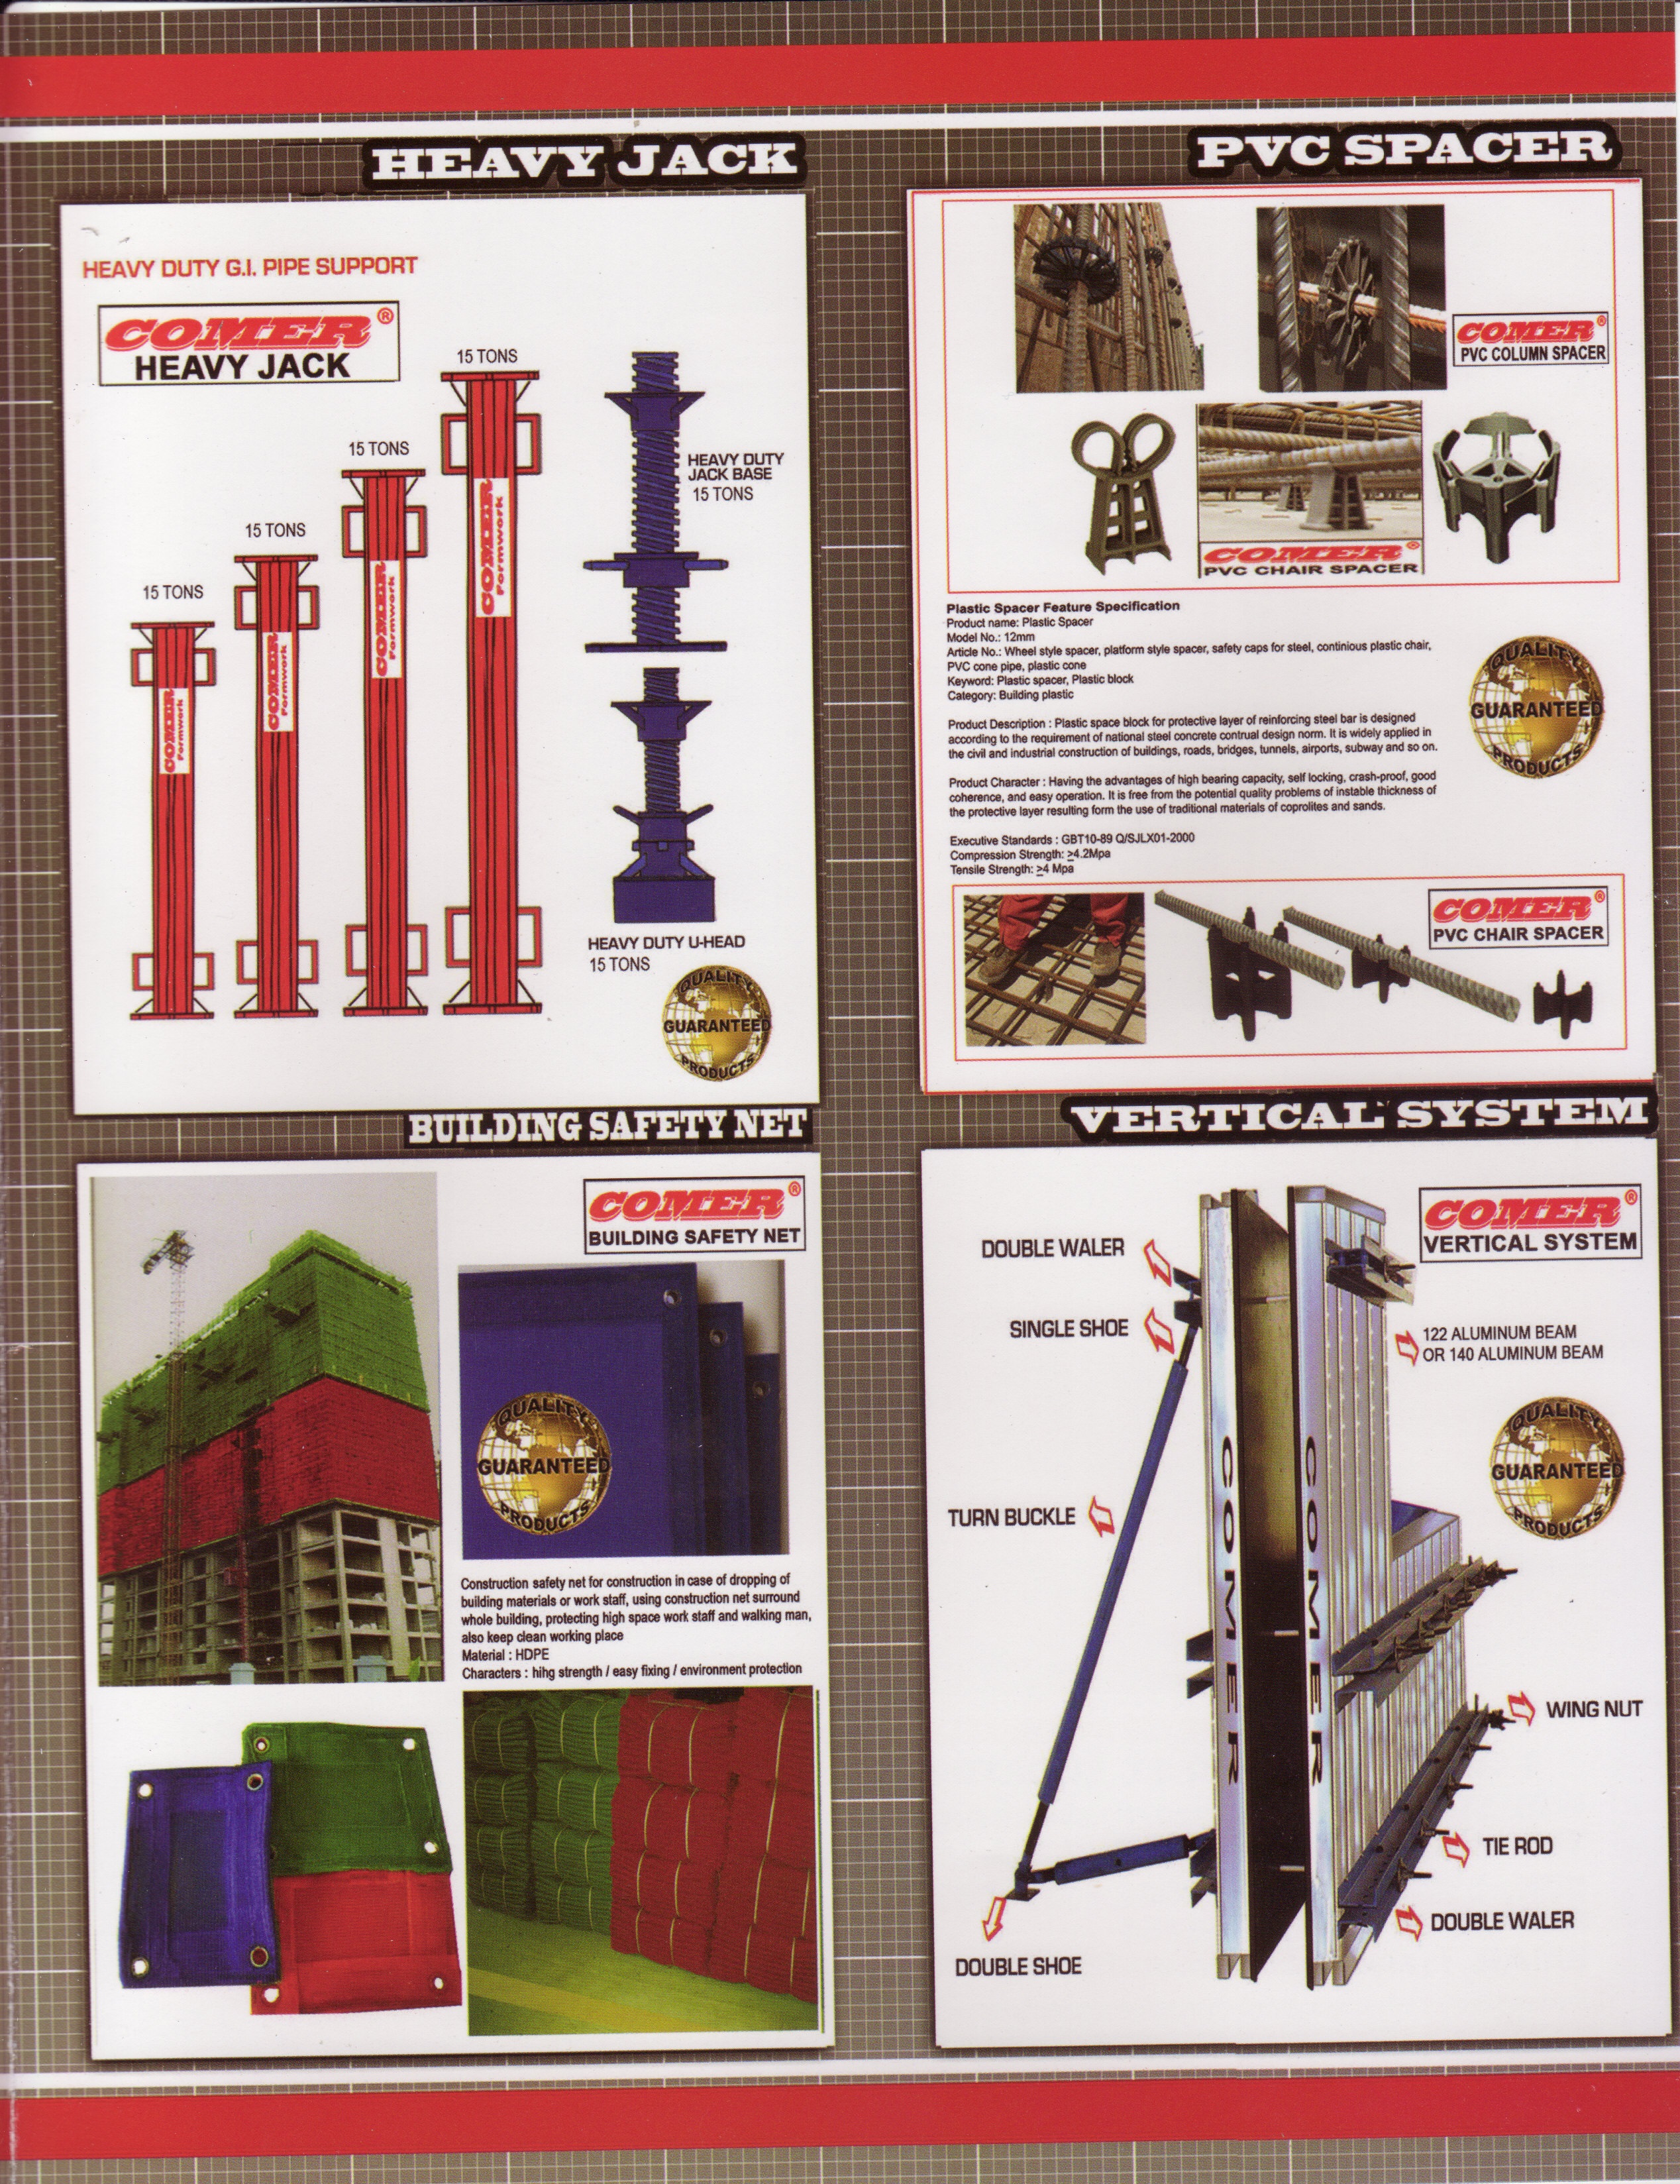 HEAVY JACK
HEAVY DUTY G.I. PIPE SUPPORT
COMER®
HEAVY JACK
15 TONS
15 TONS
15 TONS
15 TONS
COMER
Formwork
COMER
Formwork
COMER
Formwork
COMER
Formwork
HEAVY DUTY
JACK BASE
15 TONS
HEAVY DUTY U-HEAD
15 TONS
QUALITY
GUARANTEED
PRODUCTS
PVC SPACER
COMER®
PVC COLUMN SPACER
COMER®
PVC CHAIR SPACER
Plastic Spacer Feature Specification
Product name: Plastic Spacer
Model No.: 12mm
Article No.: Wheel style spacer, platform style spacer, safety caps for steel, continious plastic chair,
PVC cone pipe, plastic cone
Keyword: Plastic spacer, Plastic block
Category: Building plastic
Product Description : Plastic space block for protective layer of reinforcing steel bar is designed
according to the requirement of national steel concrete contrual design norm. It is widely applied in
the civil and industrial construction of buildings, roads, bridges, tunnels, airports, subway and so on.
Product Character : Having the advantages of high bearing capacity, self locking, crash-proof, good
coherence, and easy operation. It is free from the potential quality problems of instable thickness of
the protective layer resulting form the use of traditional materials of coprolites and sands.
Executive Standards : GBT10-89 Q/SJLX01-2000
Compression Strength: ≥4.2Mpa
Tensile Strength: ≥4 Mpa
QUALITY
GUARANTEED
PRODUCTS
COMER®
PVC CHAIR SPACER
BUILDING SAFETY NET
COMER®
BUILDING SAFETY NET
QUALITY
GUARANTEED
PRODUCTS
Construction safety net for construction in case of dropping of
building materials or work staff, using construction net surround
whole building, protecting high space work staff and walking man,
also keep clean working place
Material : HDPE
Characters : hihg strength / easy fixing / environment protection
VERTICAL SYSTEM
COMER®
VERTICAL SYSTEM
DOUBLE WALER
SINGLE SHOE
122 ALUMINUM BEAM
OR 140 ALUMINUM BEAM
QUALITY
GUARANTEED
PRODUCTS
TURN BUCKLE
COMER
COMER
WING NUT
TIE ROD
DOUBLE WALER
DOUBLE SHOE